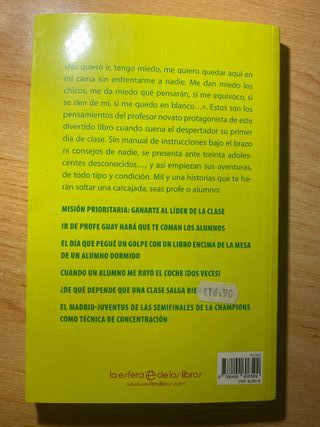 «No quiero ir, tengo miedo, me quiero quedar aquí en
mi cama sin enfrentarme a nadie. Me dan miedo los
chicos, me da miedo qué pensarán, si me equivoco, si
se ríen de mí, si me quedo en blanco...». Estos son los
pensamientos del profesor novato protagonista de este
divertido libro cuando suena el despertador su primer
día de clase. Sin manual de instrucciones bajo el brazo
ni consejos de nadie, se presenta ante treinta adoles-
centes desconocidos..., y así empiezan sus aventuras,
de todo tipo y condición. Mil y una historias que te ha-
rán soltar una carcajada, seas profe o alumno:
MISIÓN PRIORITARIA: GANARTE AL LÍDER DE LA CLASE
IR DE PROFE GUAY HARÁ QUE TE COMAN LOS ALUMNOS
EL DÍA QUE PEGUÉ UN GOLPE CON UN LIBRO ENCIMA DE LA MESA
DE UN ALUMNO DORMIDO
CUANDO UN ALUMNO ME RAYÓ EL COCHE ¡DOS VECES!
¿DE QUÉ DEPENDE QUE UNA CLASE SALGA BIE
16,90
EL MADRID-JUVENTUS DE LAS SEMIFINALES DE LA CHAMPIONS
COMO TÉCNICA DE CONCENTRACIÓN
la esfera de los libros
www.esferalibros.com
PVP 16,90 €